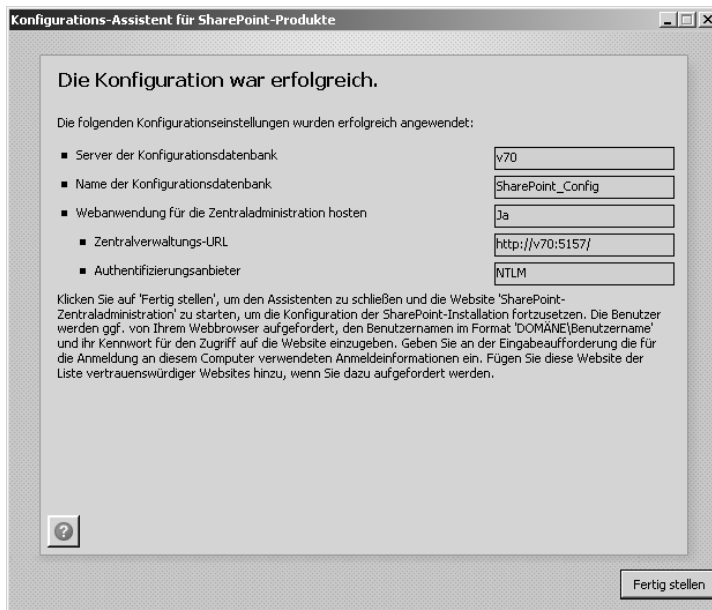 Konfigurations-Assistent für SharePoint-Produkte
Die Konfiguration war erfolgreich.
Die folgenden Konfigurationseinstellungen wurden erfolgreich angewendet:
Server der Konfigurationsdatenbank v70
Name der Konfigurationsdatenbank SharePoint_Config
Webanwendung für die Zentraladministration hosten Ja
Zentralverwaltungs-URL http://v70:5157/
Authentifizierungsanbieter NTLM
Klicken Sie auf 'Fertig stellen', um den Assistenten zu schließen und die Website 'SharePoint-
Zentraladministration' zu starten, um die Konfiguration der SharePoint-Installation fortzusetzen. Die Benutzer
werden ggf. von Ihrem Webbrowser aufgefordert, den Benutzernamen im Format 'DOMÄNE\Benutzername'
und ihr Kennwort für den Zugriff auf die Website einzugeben. Geben Sie an der Eingabeaufforderung die für
die Anmeldung an diesem Computer verwendeten Anmeldeinformationen ein. Fügen Sie diese Website der
Liste vertrauenswürdiger Websites hinzu, wenn Sie dazu aufgefordert werden.
?
Fertig stellen